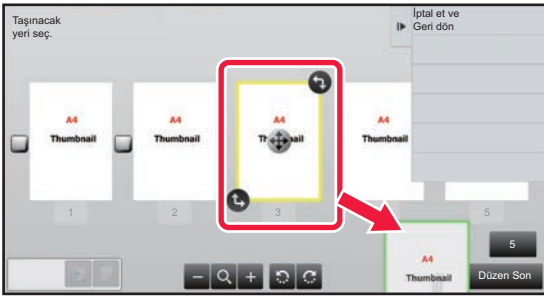 Taşınacak
yeri seç.
İptal et ve
Geri dön
A4
Thumbnail
A4
Thumbnail
A4
A4
Thumbnail
1
2
3
5
A4
Thumbnail
5
Düzen Son